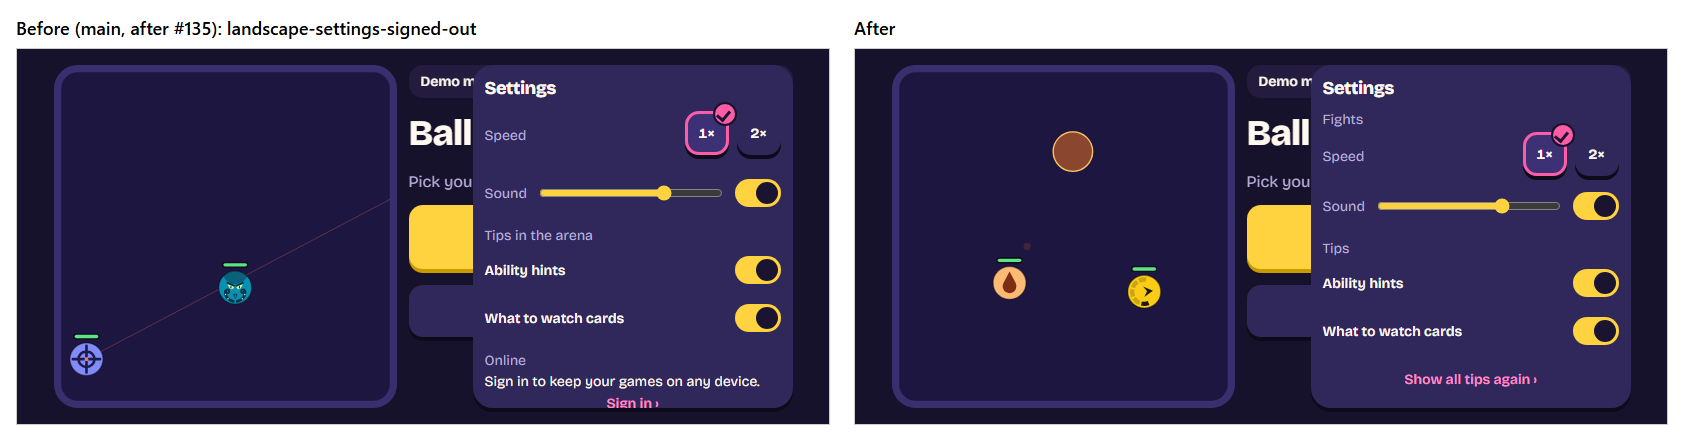 Before (main, after #135): landscape-settings-signed-out
Demo m
Ball
Pick you
Settings
Speed
1×
2×
Sound
Tips in the arena
Ability hints
What to watch cards
Online
Sign in to keep your games on any device.
Sign in ›
After
Demo m
Ball
Pick you
Settings
Fights
Speed
1×
2×
Sound
Tips
Ability hints
What to watch cards
Show all tips again ›